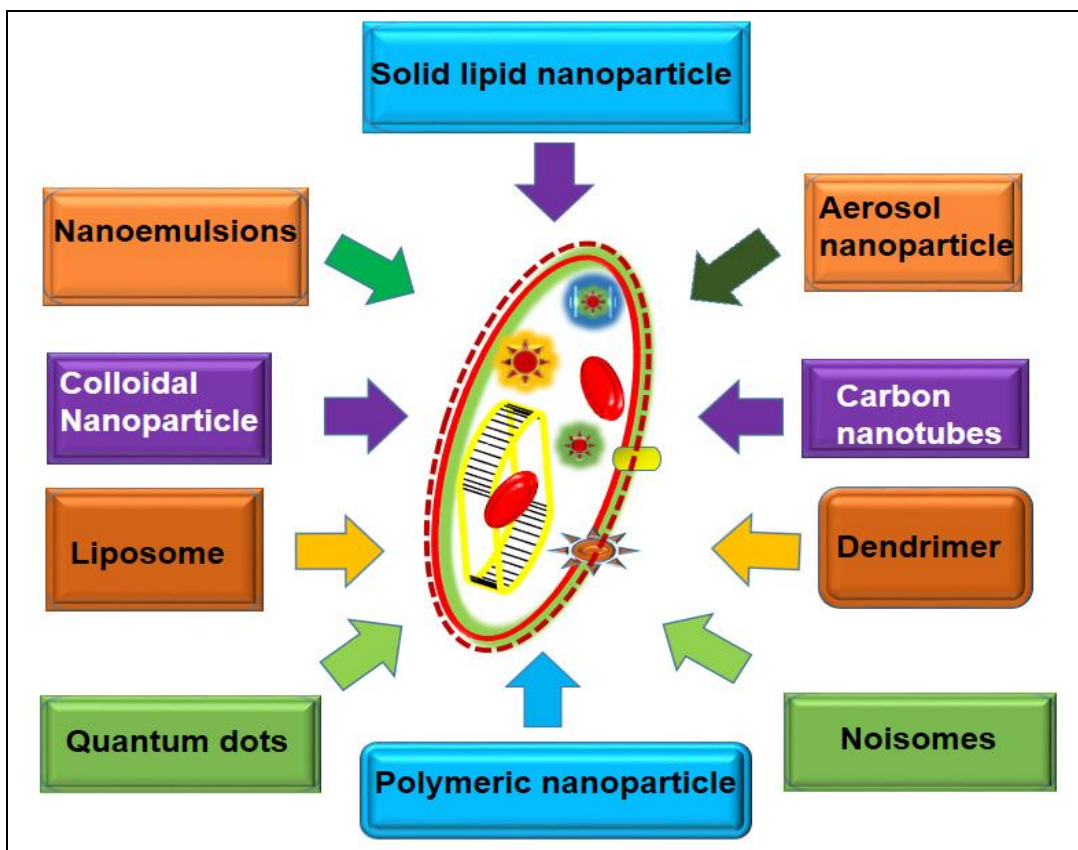 Solid lipid nanoparticle
Nanoemulsions
Aerosol
nanoparticle
Colloidal
Nanoparticle
Carbon
nanotubes
Liposome
Dendrimer
Quantum dots
Noisomes
Polymeric nanoparticle